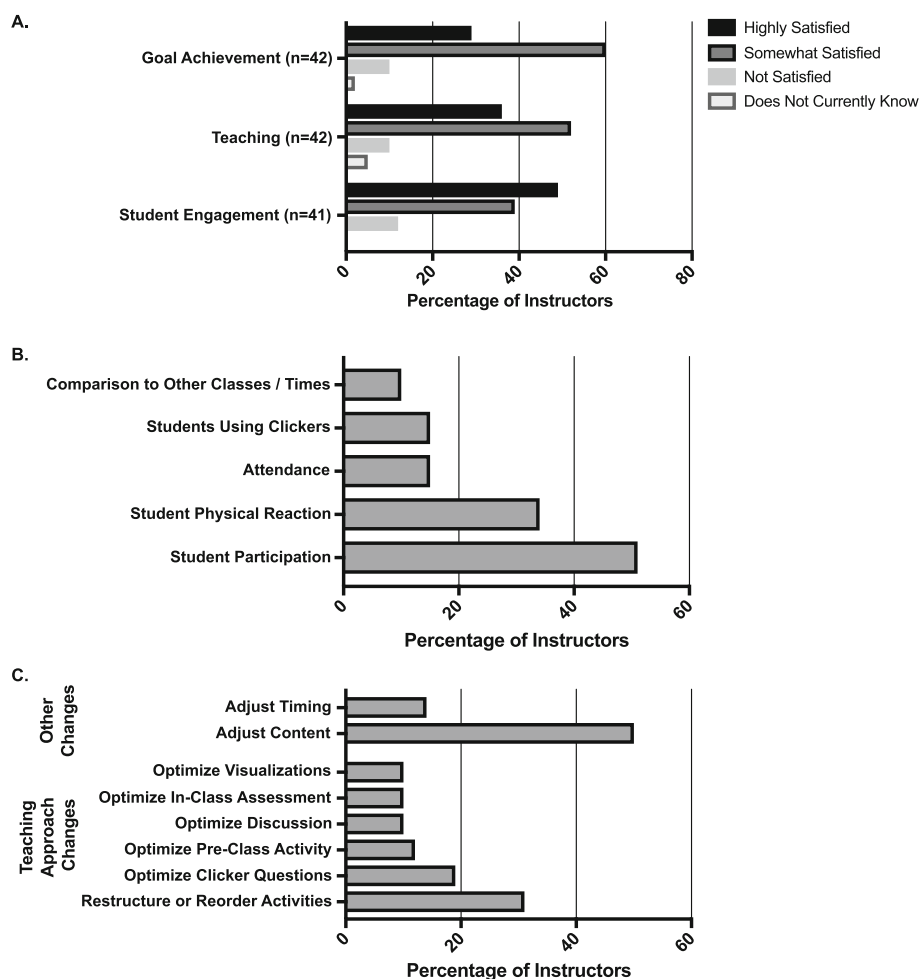 A.
Highly Satisfied
Somewhat Satisfied
Not Satisfied
Does Not Currently Know
Goal Achievement (n=42)
Teaching (n=42)
Student Engagement (n=41)
0 20 40 60 80
Percentage of Instructors
B.
Comparison to Other Classes / Times
Students Using Clickers
Attendance
Student Physical Reaction
Student Participation
0 20 40 60
Percentage of Instructors
C.
Other
Changes
Adjust Timing
Adjust Content
Teaching
Approach
Changes
Optimize Visualizations
Optimize In-Class Assessment
Optimize Discussion
Optimize Pre-Class Activity
Optimize Clicker Questions
Restructure or Reorder Activities
0 20 40 60
Percentage of Instructors